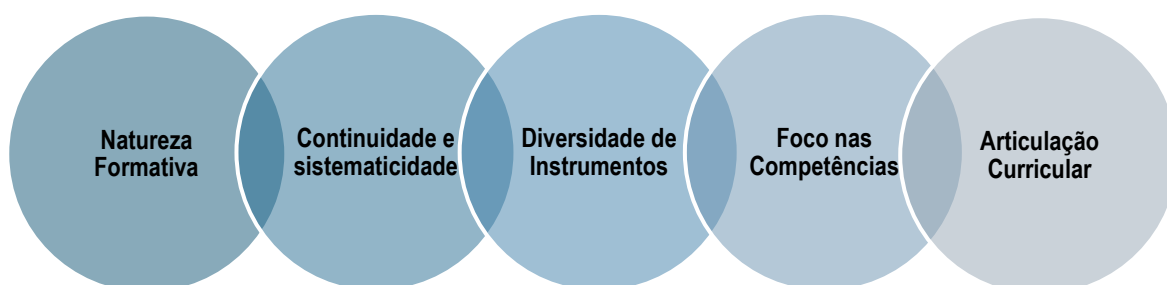 Natureza
Formativa
Continuidade e
sistematicidade
Diversidade de
Instrumentos
Foco nas
Competências
Articulação
Curricular